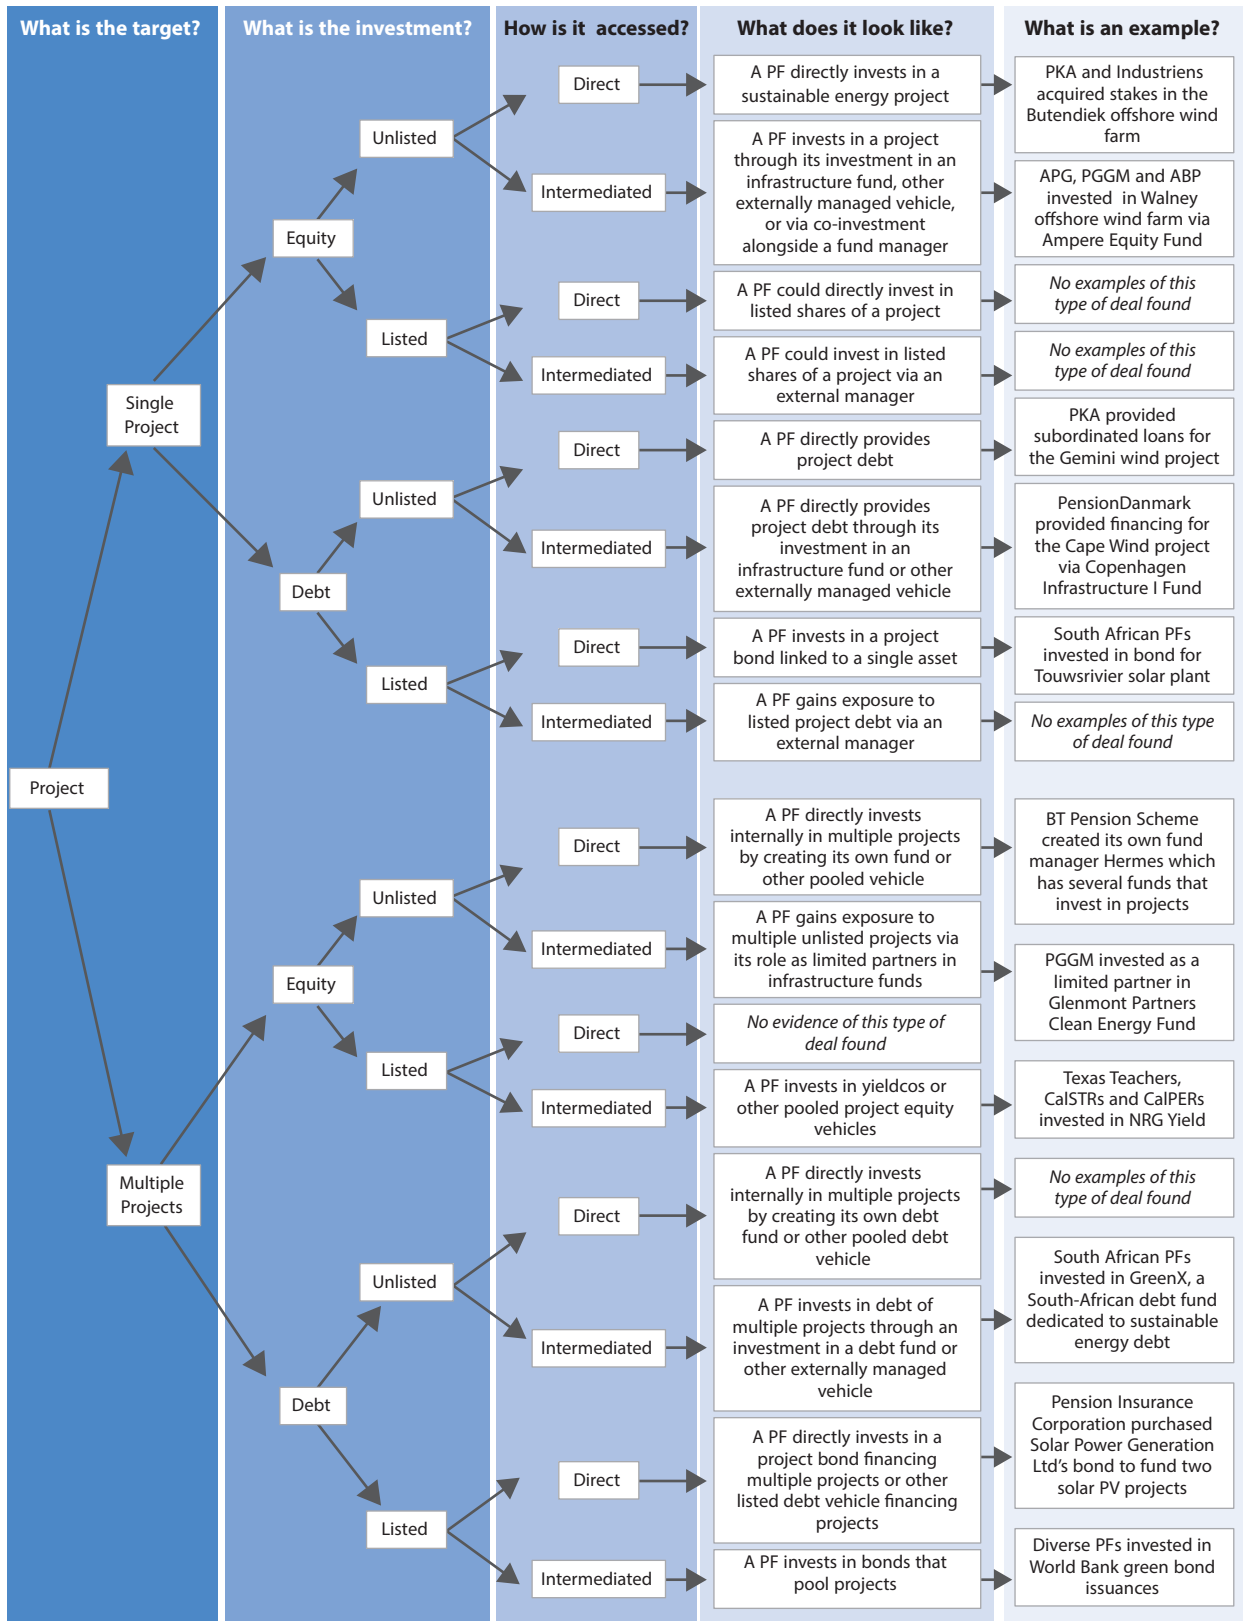 What is the target?
What is the investment?
How is it accessed?
What does it look like?
What is an example?
Project
Single
Project
Equity
Unlisted
Direct
A PF directly invests in a
sustainable energy project
PKA and Industriens
acquired stakes in the
Butendiek offshore wind
farm
Intermediated
A PF invests in a project
through its investment in an
infrastructure fund, other
externally managed vehicle,
or via co-investment
alongside a fund manager
APG, PGGM and ABP
invested in Walney
offshore wind farm via
Ampere Equity Fund
Listed
Direct
A PF could directly invest in
listed shares of a project
No examples of this
type of deal found
Intermediated
A PF could invest in listed
shares of a project via an
external manager
No examples of this
type of deal found
Debt
Unlisted
Direct
A PF directly provides
project debt
PKA provided
subordinated loans for
the Gemini wind project
Intermediated
A PF directly provides
project debt through its
investment in an
infrastructure fund or other
externally managed vehicle
PensionDanmark
provided financing for
the Cape Wind project
via Copenhagen
Infrastructure I Fund
Listed
Direct
A PF invests in a project
bond linked to a single asset
South African PFs
invested in bond for
Touwsrivier solar plant
Intermediated
A PF gains exposure to
listed project debt via an
external manager
No examples of this type
of deal found
Multiple
Projects
Equity
Unlisted
Direct
A PF directly invests
internally in multiple projects
by creating its own fund or
other pooled vehicle
BT Pension Scheme
created its own fund
manager Hermes which
has several funds that
invest in projects
Intermediated
A PF gains exposure to
multiple unlisted projects via
its role as limited partners in
infrastructure funds
PGGM invested as a
limited partner in
Glenmont Partners
Clean Energy Fund
Listed
Direct
No evidence of this type of
deal found
Intermediated
A PF invests in yieldcos or
other pooled project equity
vehicles
Texas Teachers,
CalSTRs and CalPERs
invested in NRG Yield
Debt
Unlisted
Direct
A PF directly invests
internally in multiple projects
by creating its own debt
fund or other pooled debt
vehicle
No examples of this
type of deal found
Intermediated
A PF invests in debt of
multiple projects through an
investment in a debt fund or
other externally managed
vehicle
South African PFs
invested in GreenX, a
South-African debt fund
dedicated to sustainable
energy debt
Listed
Direct
A PF directly invests in a
project bond financing
multiple projects or other
listed debt vehicle financing
projects
Pension Insurance
Corporation purchased
Solar Power Generation
Ltd’s bond to fund two
solar PV projects
Intermediated
A PF invests in bonds that
pool projects
Diverse PFs invested in
World Bank green bond
issuances